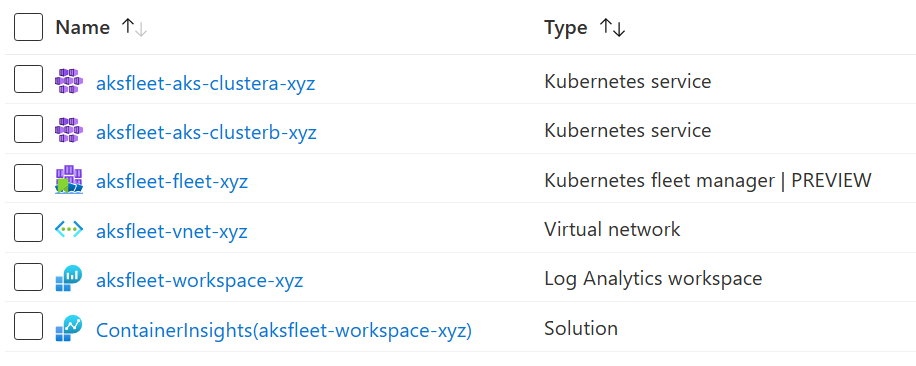 Name ↑↓ Type ↑↓
aksfleet-aks-clustera-xyz Kubernetes service
aksfleet-aks-clusterb-xyz Kubernetes service
aksfleet-fleet-xyz Kubernetes fleet manager | PREVIEW
aksfleet-vnet-xyz Virtual network
aksfleet-workspace-xyz Log Analytics workspace
ContainerInsights(aksfleet-workspace-xyz) Solution